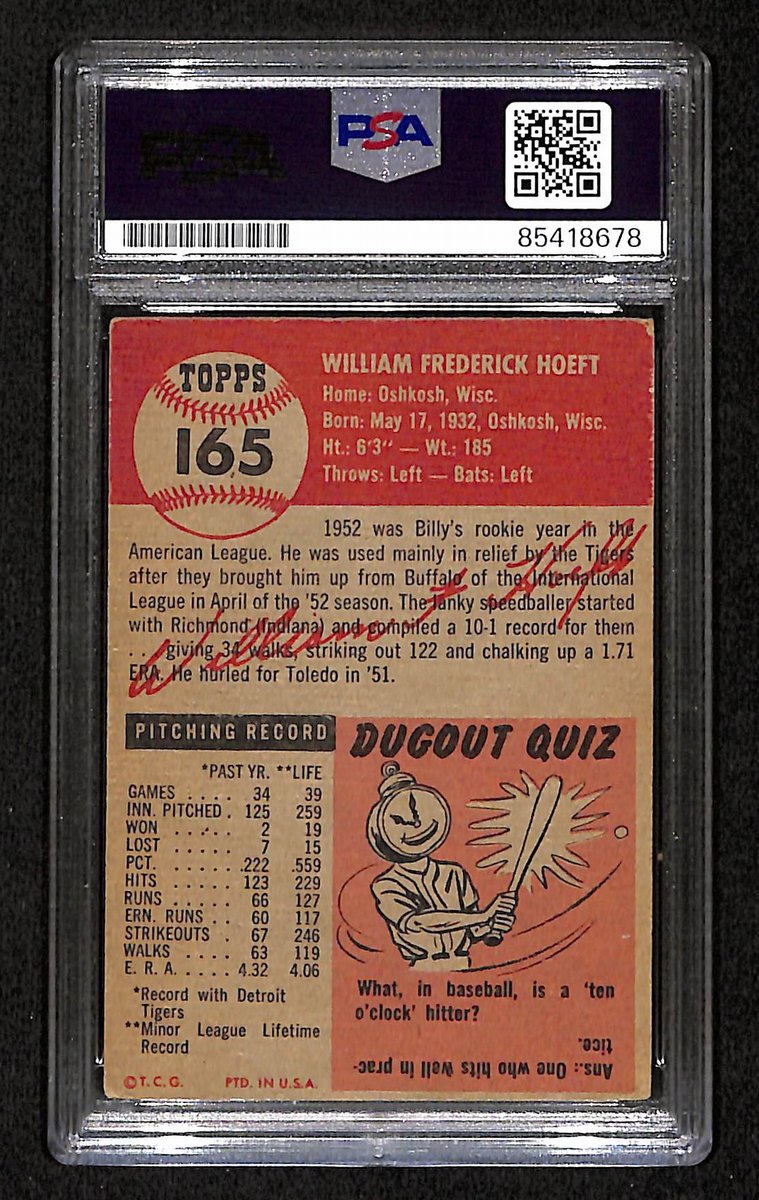 PSA
85418678
TOPPS
165
WILLIAM FREDERICK HOEFT
Home: Oshkosh, Wisc.
Born: May 17, 1932, Oshkosh, Wisc.
Ht.: 6'3" — Wt.: 185
Throws: Left — Bats: Left
1952 was Billy's rookie year in the
American League. He was used mainly in relief by the Tigers
after they brought him up from Buffalo of the International
League in April of the '52 season. The lanky speedballer started
with Richmond (Indiana) and compiled a 10-1 record for them
. . . giving 34 walks, striking out 122 and chalking up a 1.71
ERA. He hurled for Toledo in '51.
William F Hoeft
PITCHING RECORD
*PAST YR. **LIFE
GAMES . . . . 34 39
INN. PITCHED . 125 259
WON . . . . . 2 19
LOST . . . . . 7 15
PCT. . . . . . .222 .559
HITS . . . . . . 123 229
RUNS . . . . . 66 127
ERN. RUNS . . 60 117
STRIKEOUTS . 67 246
WALKS . . . . 63 119
E. R. A. . . . . 4.32 4.06
*Record with Detroit
Tigers
**Minor League Lifetime
Record
© T. C. G. PTD. IN U.S.A.
DUGOUT QUIZ
What, in baseball, is a 'ten
o'clock' hitter?
Ans.: One who hits well in prac-
tice.